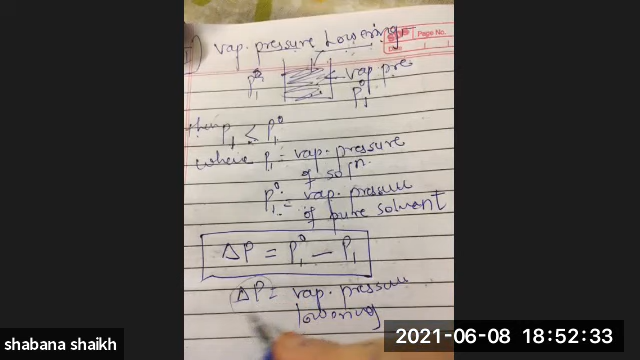 vap. pressure Lowering
Page No.
P₁⁰ vap pre
P₁⁰
then P₁ < P₁⁰
where P₁ = vap. pressure
of soln.
P₁⁰ = vap. pressure
of pure solvent
ΔP = P₁⁰ - P₁
ΔP = vap. pressure
lowering
shabana shaikh
2021-06-08 18:52:33